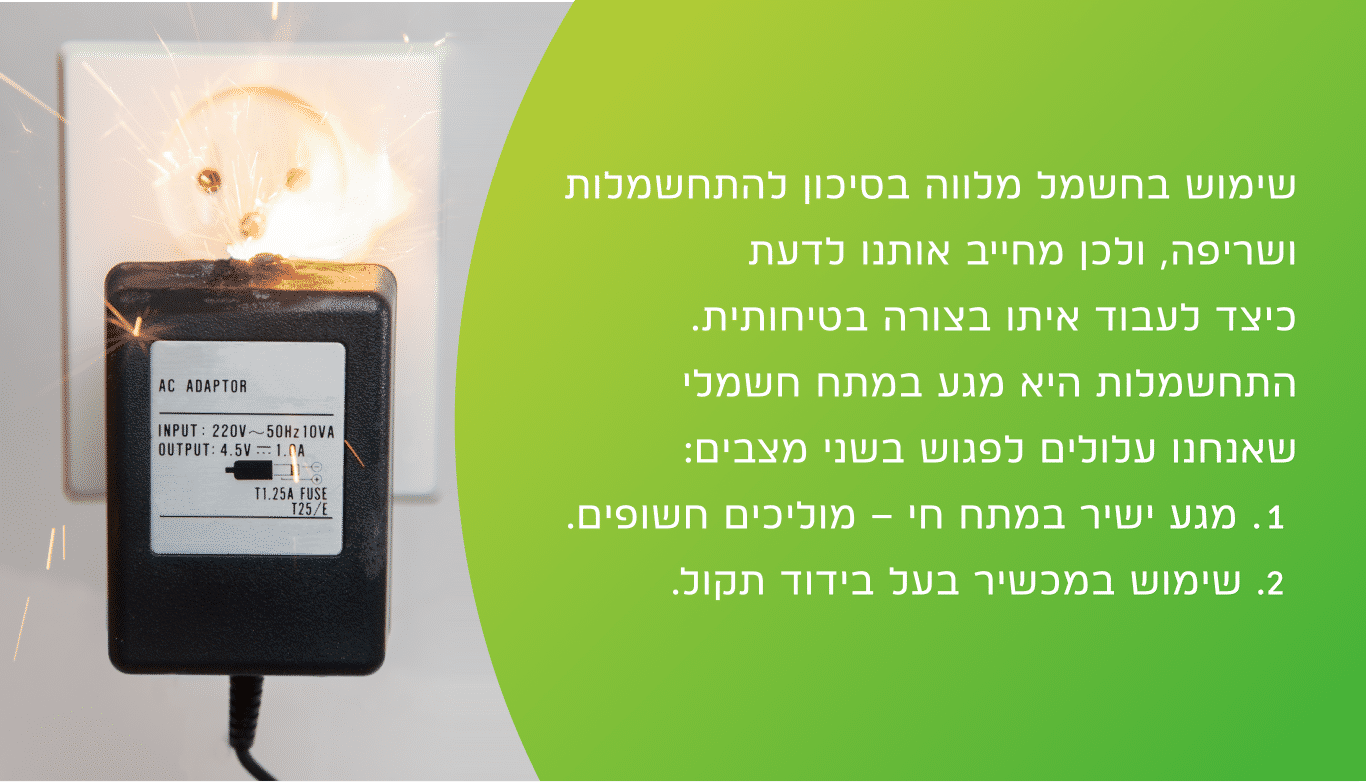 שימוש בחשמל מלווה בסיכון להתחשמלות
ושריפה, ולכן מחייב אותנו לדעת
כיצד לעבוד איתו בצורה בטיחותית.
התחשמלות היא מגע במתח חשמלי
שאנחנו עלולים לפגוש בשני מצבים:
1. מגע ישיר במתח חי – מוליכים חשופים.
2. שימוש במכשיר בעל בידוד תקול.
AC ADAPTOR
INPUT: 220V~50Hz10VA
OUTPUT: 4.5V ⎓ 1.0A
T1.25A FUSE
T25/E